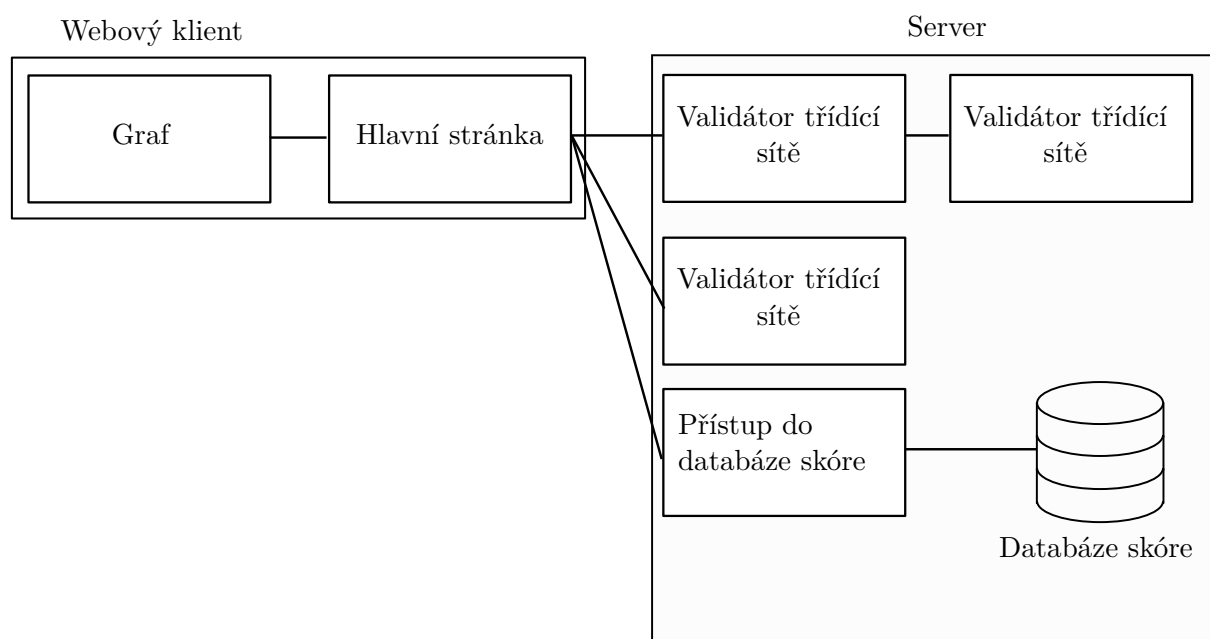 Webový klient
Server
Graf
Hlavní stránka
Validátor třídící
sítě
Validátor třídící
sítě
Validátor třídící
sítě
Přístup do
databáze skóre
Databáze skóre